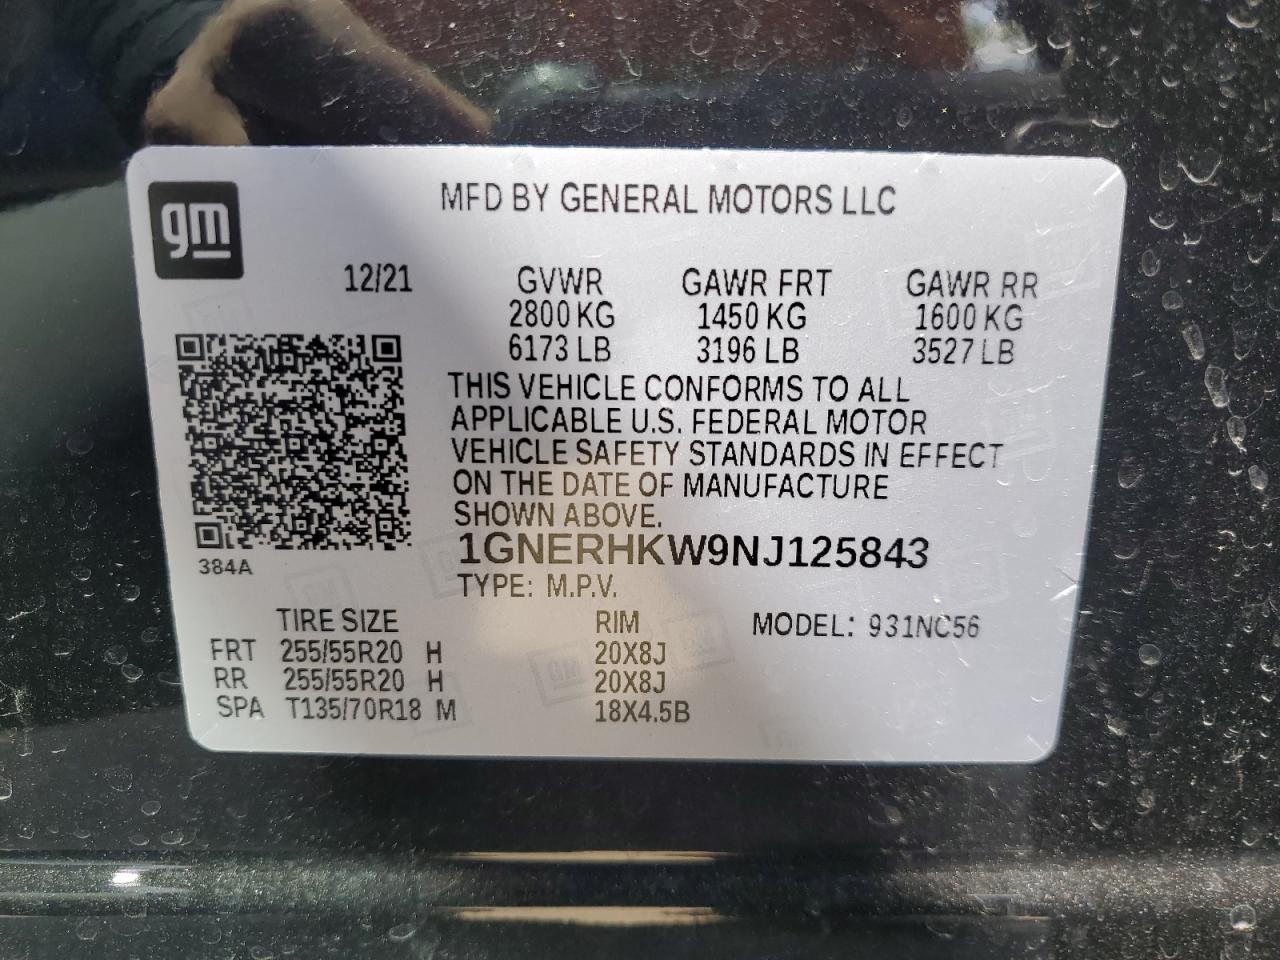 gm
MFD BY GENERAL MOTORS LLC
12/21 GVWR GAWR FRT GAWR RR
2800 KG 1450 KG 1600 KG
6173 LB 3196 LB 3527 LB
THIS VEHICLE CONFORMS TO ALL
APPLICABLE U.S. FEDERAL MOTOR
VEHICLE SAFETY STANDARDS IN EFFECT
ON THE DATE OF MANUFACTURE
SHOWN ABOVE.
1GNERHKW9NJ125843
384A
TYPE: M.P.V.
TIRE SIZE RIM MODEL: 931NC56
FRT 255/55R20 H 20X8J
RR 255/55R20 H 20X8J
SPA T135/70R18 M 18X4.5B